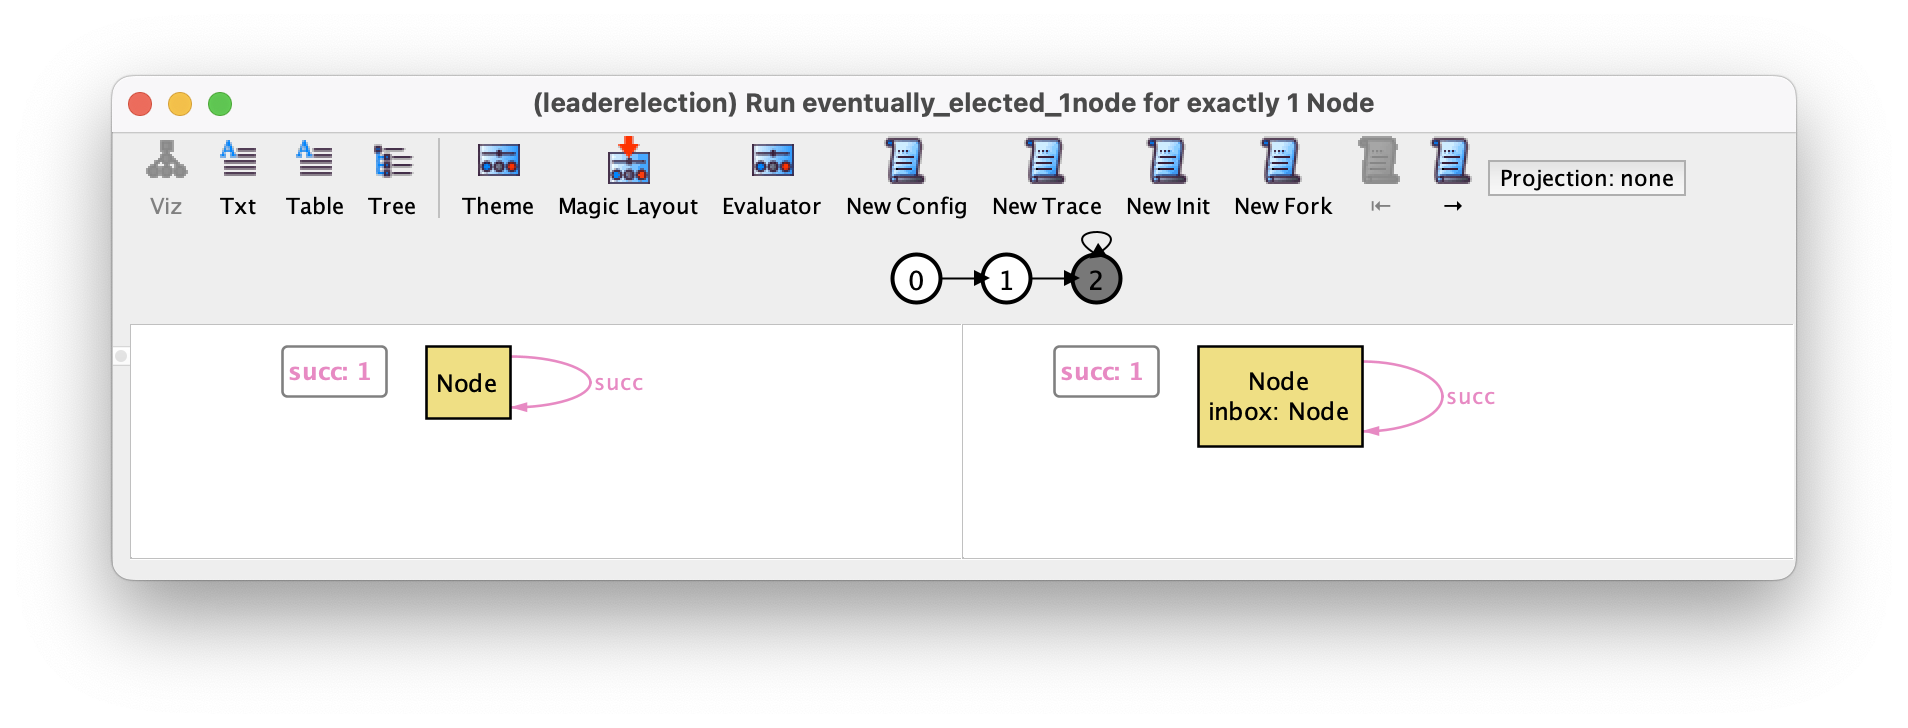 (leaderelection) Run eventually_elected_1node for exactly 1 Node
Viz Txt Table Tree Theme Magic Layout Evaluator New Config New Trace New Init New Fork ⇤ → Projection: none
0 1 2
succ: 1
Node
succ
succ: 1
Node
inbox: Node
succ